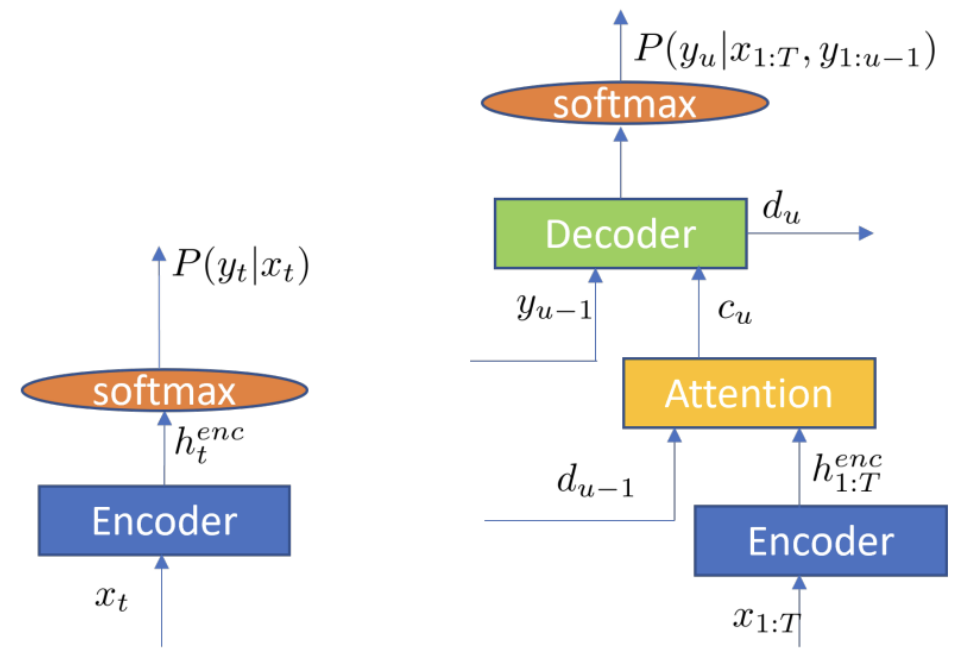 P(y_t|x_t)
softmax
h_t^{enc}
Encoder
x_t
P(y_u|x_{1:T}, y_{1:u-1})
softmax
Decoder
d_u
y_{u-1}
c_u
Attention
d_{u-1}
h_{1:T}^{enc}
Encoder
x_{1:T}